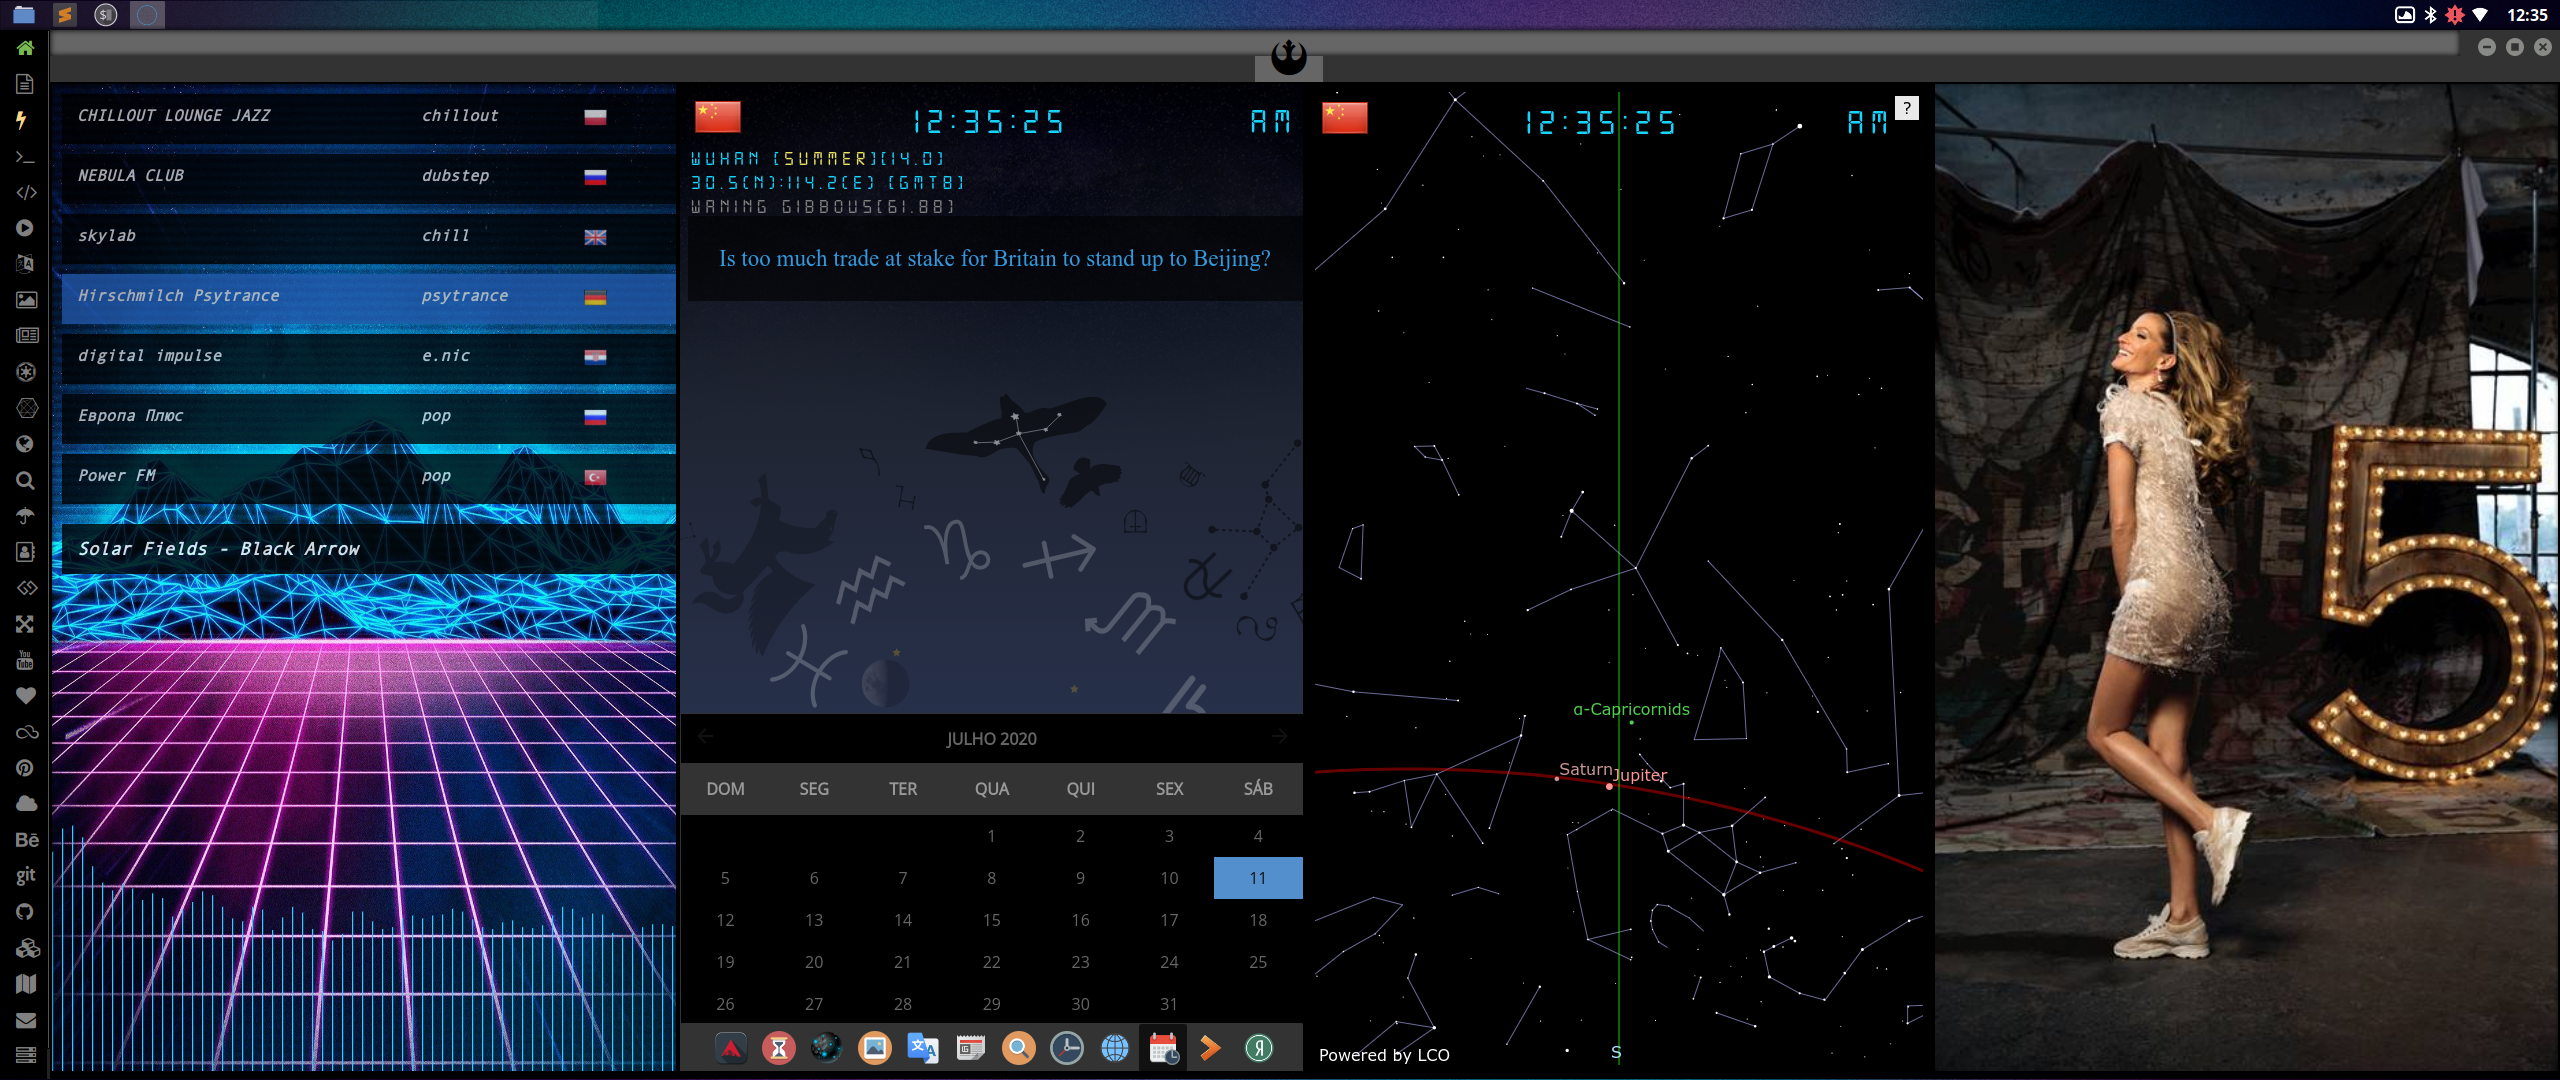 12:35
CHILLOUT LOUNGE JAZZ chillout
NEBULA CLUB dubstep
skylab chill
Hirschmilch Psytrance psytrance
digital impulse e.nic
Европа Плюс pop
Power FM pop
Solar Fields - Black Arrow
You
Tube
Bē
git
12:35:25 AM
WUHAN [SUMMER][14.0]
30.5(N):114.2(E) [GMT8]
WANING GIBBOUS[61.88]
Is too much trade at stake for Britain to stand up to Beijing?
JULHO 2020
DOM SEG TER QUA QUI SEX SÁB
1 2 3 4
5 6 7 8 9 10 11
12 13 14 15 16 17 18
19 20 21 22 23 24 25
26 27 28 29 30 31
12:35:25 AM ?
α-Capricornids
Saturn Jupiter
Powered by LCO
S
5